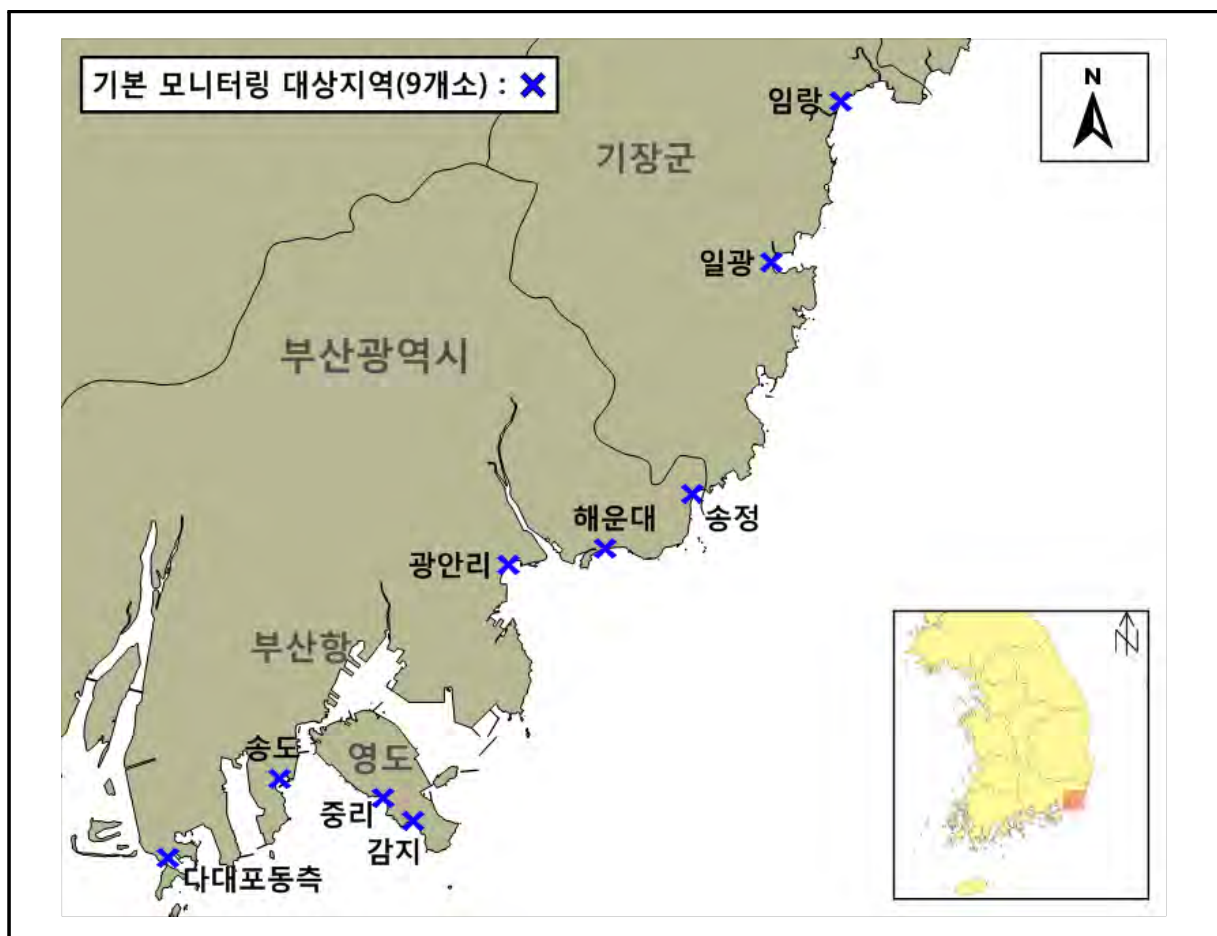 기본 모니터링 대상지역(9개소) :
N
임랑
기장군
일광
부산광역시
송정
해운대
광안리
부산항
송도
영도
중리
감지
다대포동측
N